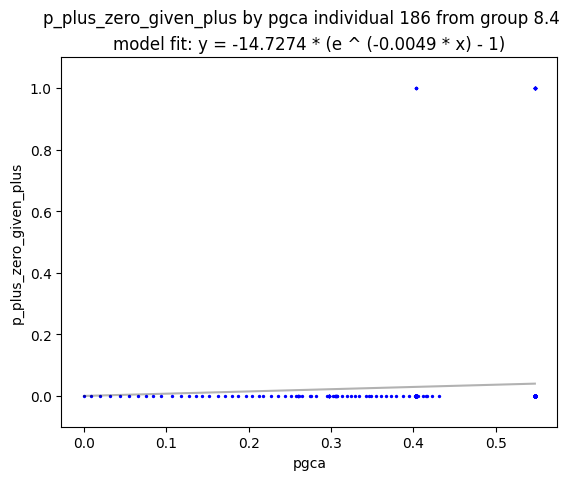 p_plus_zero_given_plus by pgca individual 186 from group 8.4
model fit: y = -14.7274 * (e ^ (-0.0049 * x) - 1)
1.0
0.8
0.6
0.4
0.2
0.0
p_plus_zero_given_plus
0.0 0.1 0.2 0.3 0.4 0.5
pgca